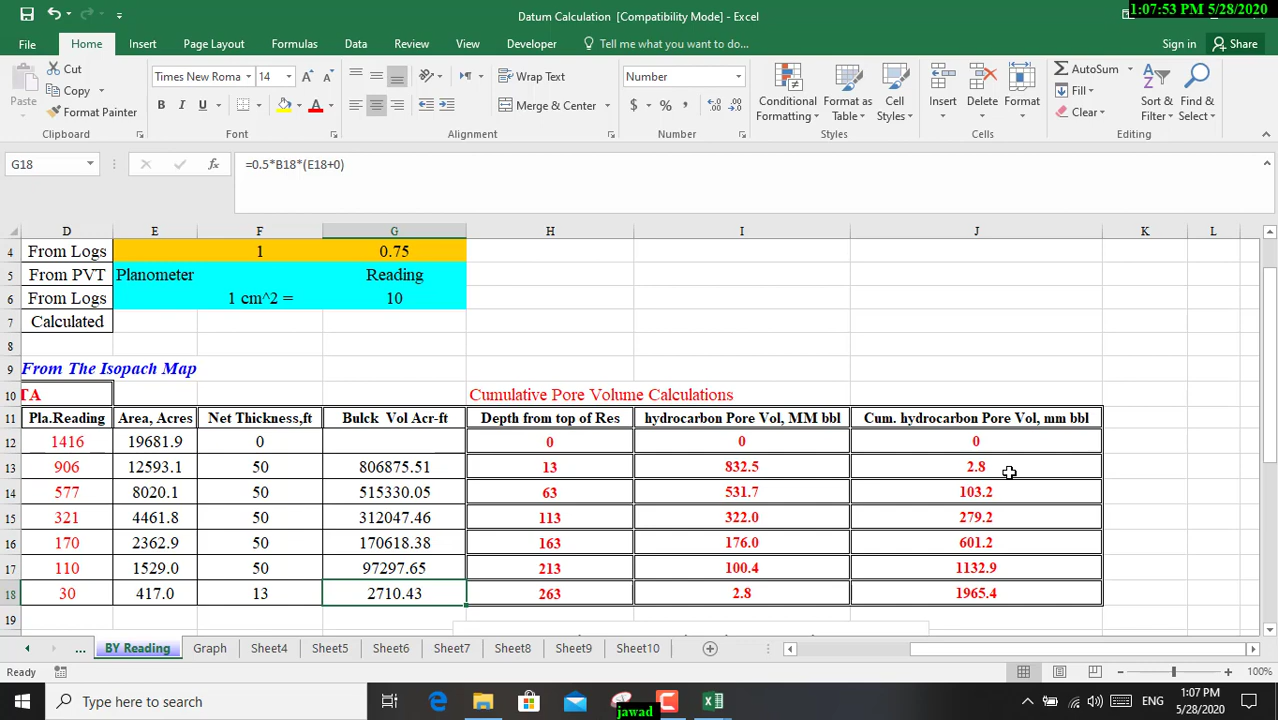 Datum Calculation [Compatibility Mode] - Excel
1:07:53 PM 5/28/2020
File Home Insert Page Layout Formulas Data Review View Developer Tell me what you want to do... Sign in Share
Paste
Cut
Copy
Format Painter
Clipboard
Times New Roma 14
B I U
Font
Wrap Text
Merge & Center
Alignment
Number
$ % ,
Number
Conditional Formatting
Format as Table
Cell Styles
Styles
Insert Delete Format
Cells
AutoSum
Fill
Clear
Sort & Filter
Find & Select
Editing
G18 fx =0.5*B18*(E18+0)
D E F G H I J K L
4 From Logs 1 0.75
5 From PVT Planometer Reading
6 From Logs 1 cm^2 = 10
7 Calculated
8
9 From The Isopach Map
10 TA Cumulative Pore Volume Calculations
11 Pla.Reading Area, Acres Net Thickness,ft Bulck Vol Acr-ft Depth from top of Res hydrocarbon Pore Vol, MM bbl Cum. hydrocarbon Pore Vol, mm bbl
12 1416 19681.9 0 0 0 0
13 906 12593.1 50 806875.51 13 832.5 2.8
14 577 8020.1 50 515330.05 63 531.7 103.2
15 321 4461.8 50 312047.46 113 322.0 279.2
16 170 2362.9 50 170618.38 163 176.0 601.2
17 110 1529.0 50 97297.65 213 100.4 1132.9
18 30 417.0 13 2710.43 263 2.8 1965.4
19
... BY Reading Graph Sheet4 Sheet5 Sheet6 Sheet7 Sheet8 Sheet9 Sheet10
Ready 100%
Type here to search
jawad
ENG
1:07 PM
5/28/2020